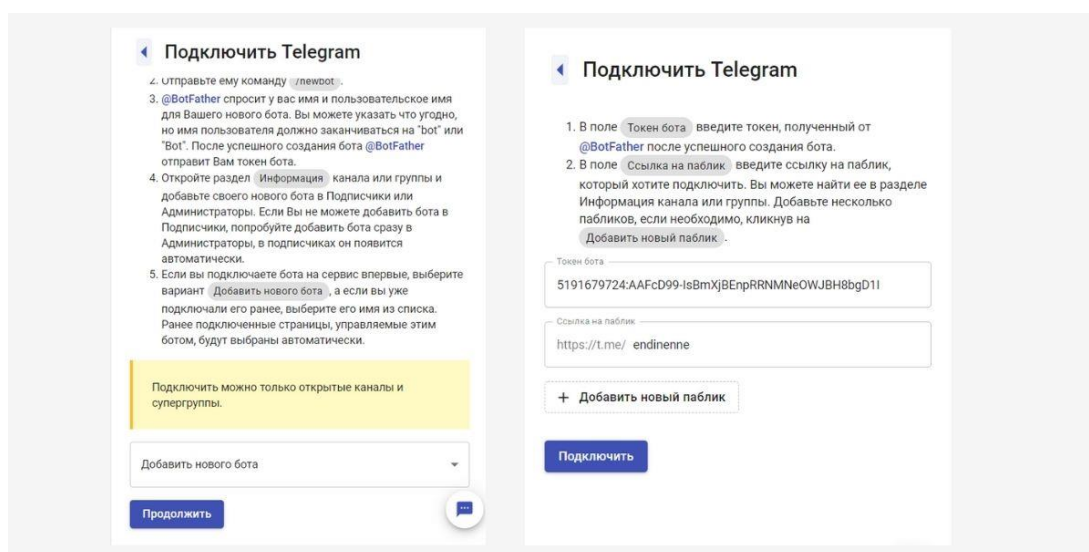 Подключить Telegram
2. Отправьте ему команду /newbot .
3. @BotFather спросит у вас имя и пользовательское имя
для Вашего нового бота. Вы можете указать что угодно,
но имя пользователя должно заканчиваться на "bot" или
"Bot". После успешного создания бота @BotFather
отправит Вам токен бота.
4. Откройте раздел Информация канала или группы и
добавьте своего нового бота в Подписчики или
Администраторы. Если Вы не можете добавить бота в
Подписчики, попробуйте добавить бота сразу в
Администраторы, в подписчиках он появится
автоматически.
5. Если вы подключаете бота на сервис впервые, выберите
вариант Добавить нового бота , а если вы уже
подключали его ранее, выберите его имя из списка.
Ранее подключенные страницы, управляемые этим
ботом, будут выбраны автоматически.
Подключить можно только открытые каналы и
супергруппы.
Добавить нового бота
Продолжить
Подключить Telegram
1. В поле Токен бота введите токен, полученный от
@BotFather после успешного создания бота.
2. В поле Ссылка на паблик введите ссылку на паблик,
который хотите подключить. Вы можете найти ее в разделе
Информация канала или группы. Добавьте несколько
пабликов, если необходимо, кликнув на
Добавить новый паблик .
Токен бота
5191679724:AAFcD99-IsBmXjBEnpRRNMNeOWJBH8bgD1I
Ссылка на паблик
https://t.me/ endinenne
+ Добавить новый паблик
Подключить